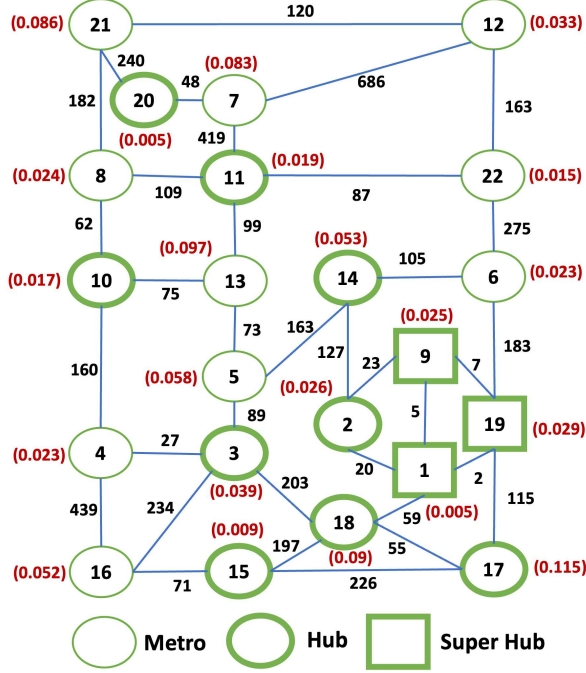 120
(0.086) 21 12 (0.033)
240 (0.083)
20 48 7 686
182 163
(0.005) 419
(0.019)
(0.024) 8 11 22 (0.015)
109 87
62 99 275
(0.097) (0.053)
105
(0.017) 10 13 14 6 (0.023)
75
(0.025)
73 163 127 23 9 7 183
160
(0.058) 5 (0.026)
89 2 5 19 (0.029)
27
(0.023) 4 3 20 1 2
(0.039) 203 115
439 234 59 (0.005)
(0.009) 18
197 55
(0.09)
(0.052) 16 15 17 (0.115)
71 226
Metro Hub Super Hub